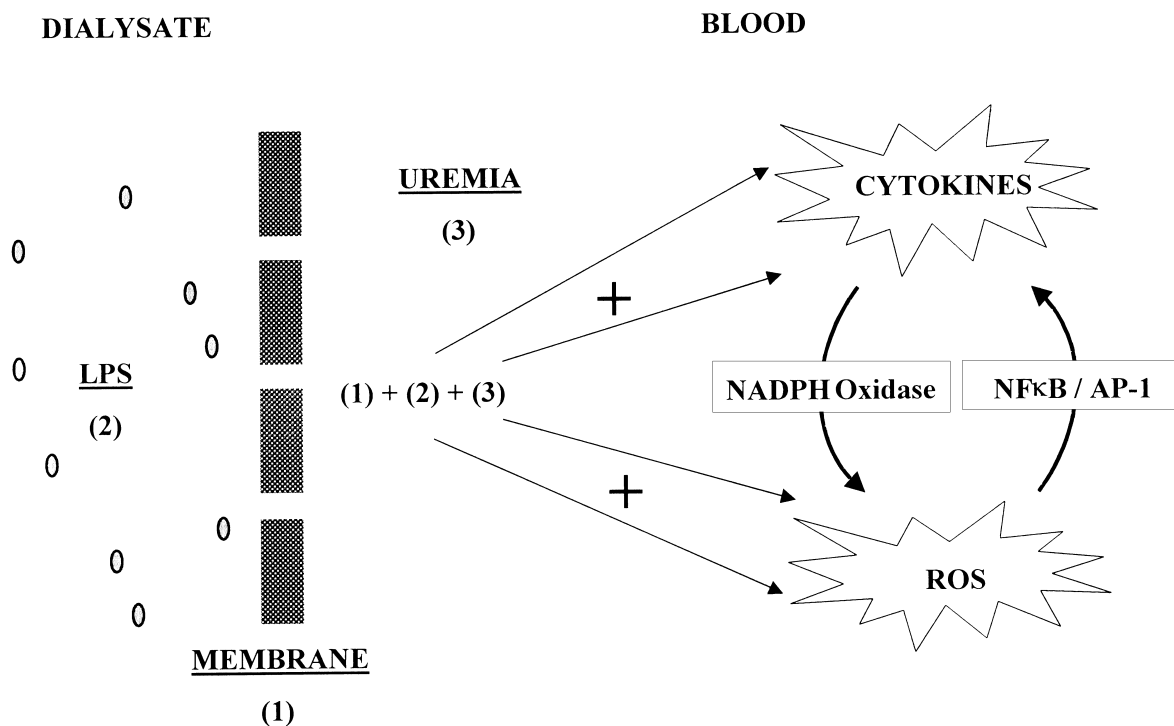 DIALYSATE
BLOOD
UREMIA
(3)
CYTOKINES
+
LPS
(2)
(1) + (2) + (3)
NADPH Oxidase
NFκB / AP-1
+
ROS
MEMBRANE
(1)